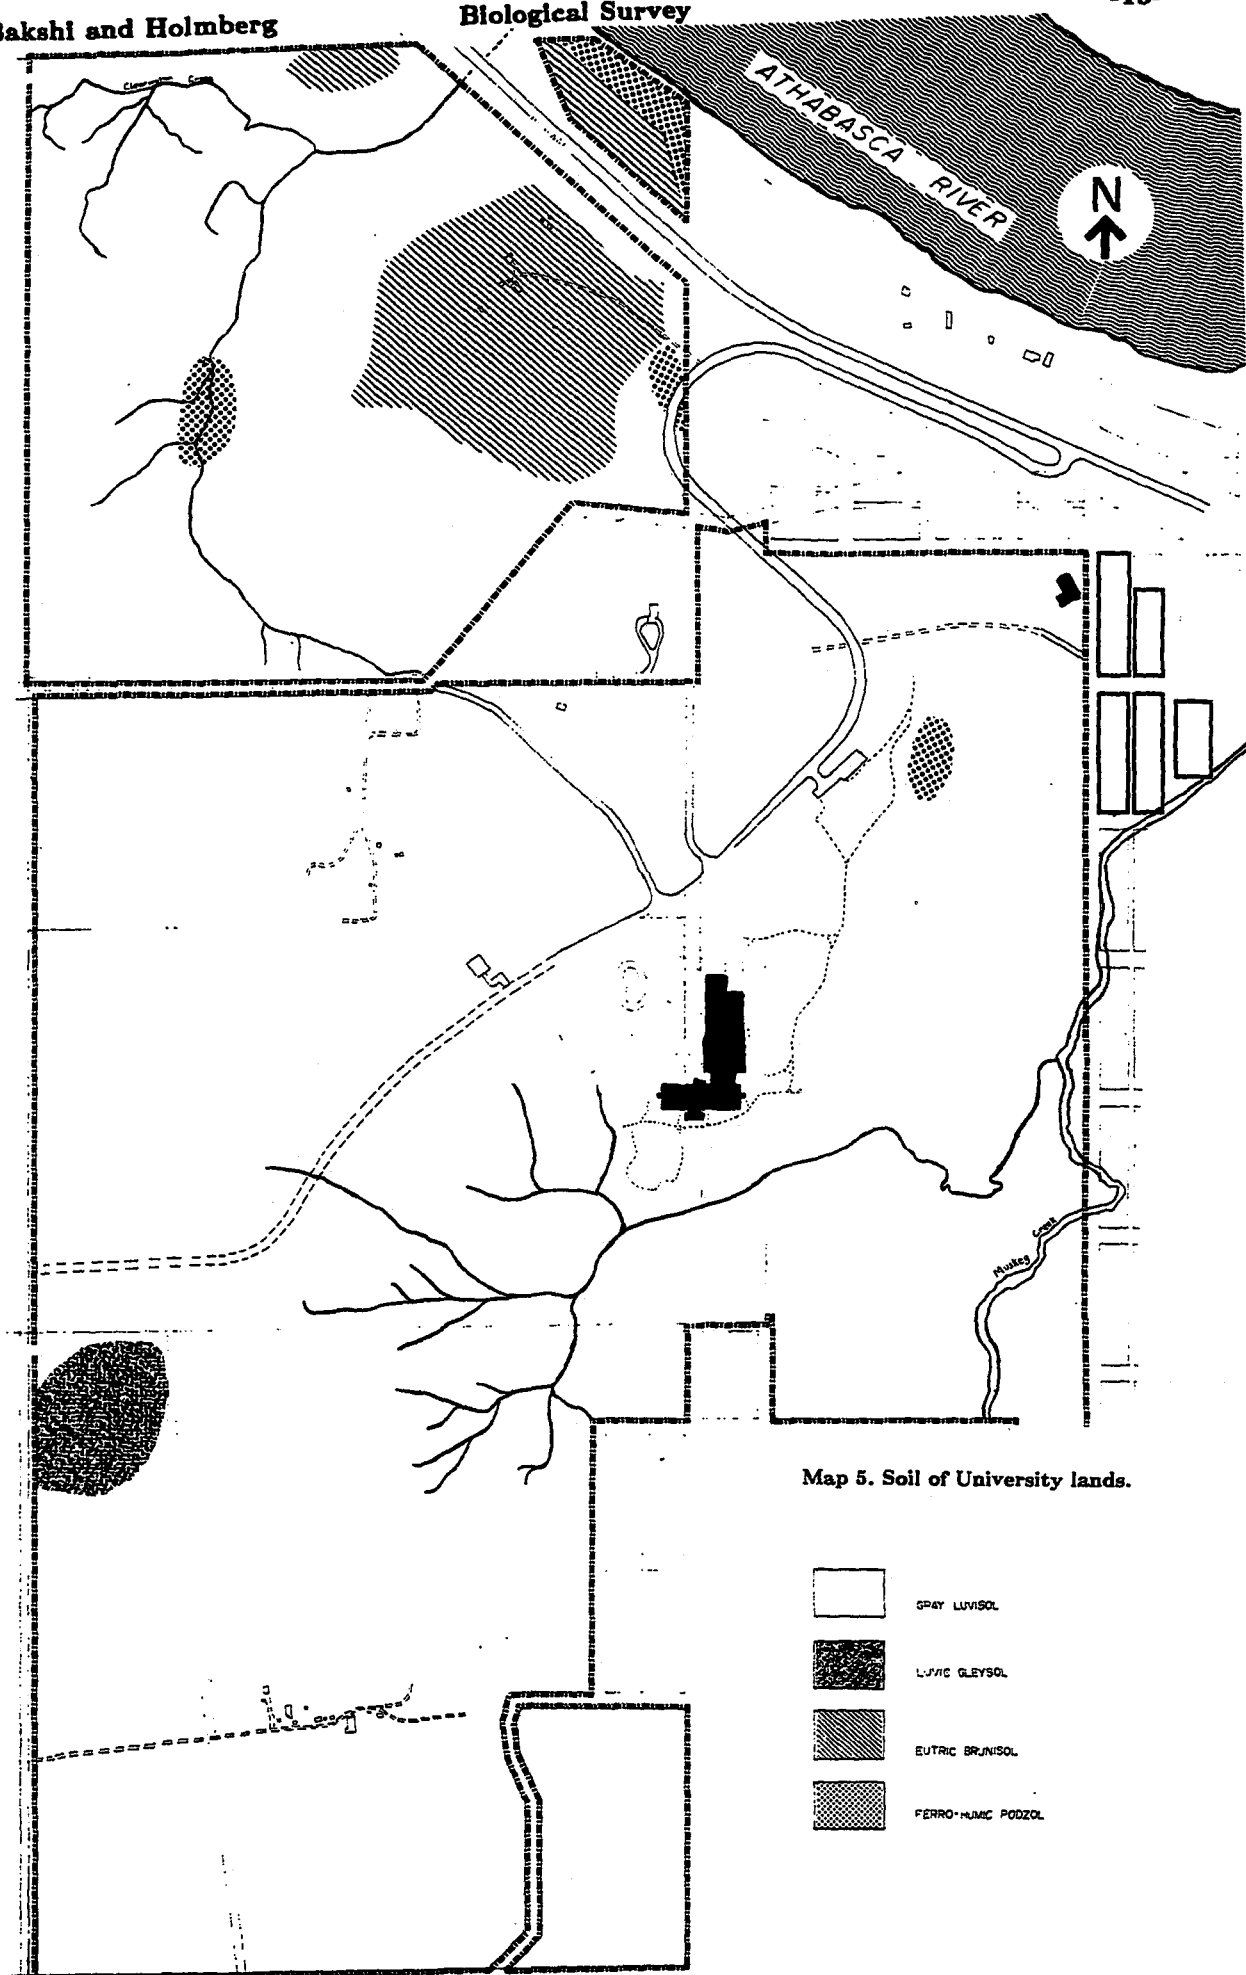 Bakshi and Holmberg
Biological Survey
ATHABASCA RIVER
N
Creek
Muskeg Creek
Map 5. Soil of University lands.
GRAY LUVISOL
LUVIC GLEYSOL
EUTRIC BRUNISOL
FERRO-HUMIC PODZOL